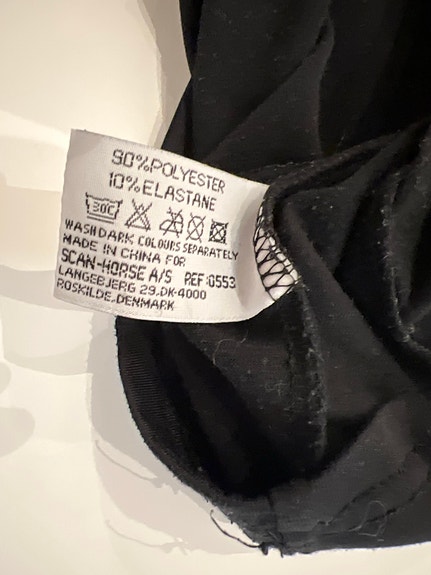 90%POLYESTER
10%ELASTANE
30C
WASH DARK COLOURS SEPARATELY
MADE IN CHINA FOR
SCAN-HORSE A/S REF:0553
LANGEBJERG 29.DK-4000
ROSKILDE.DENMARK